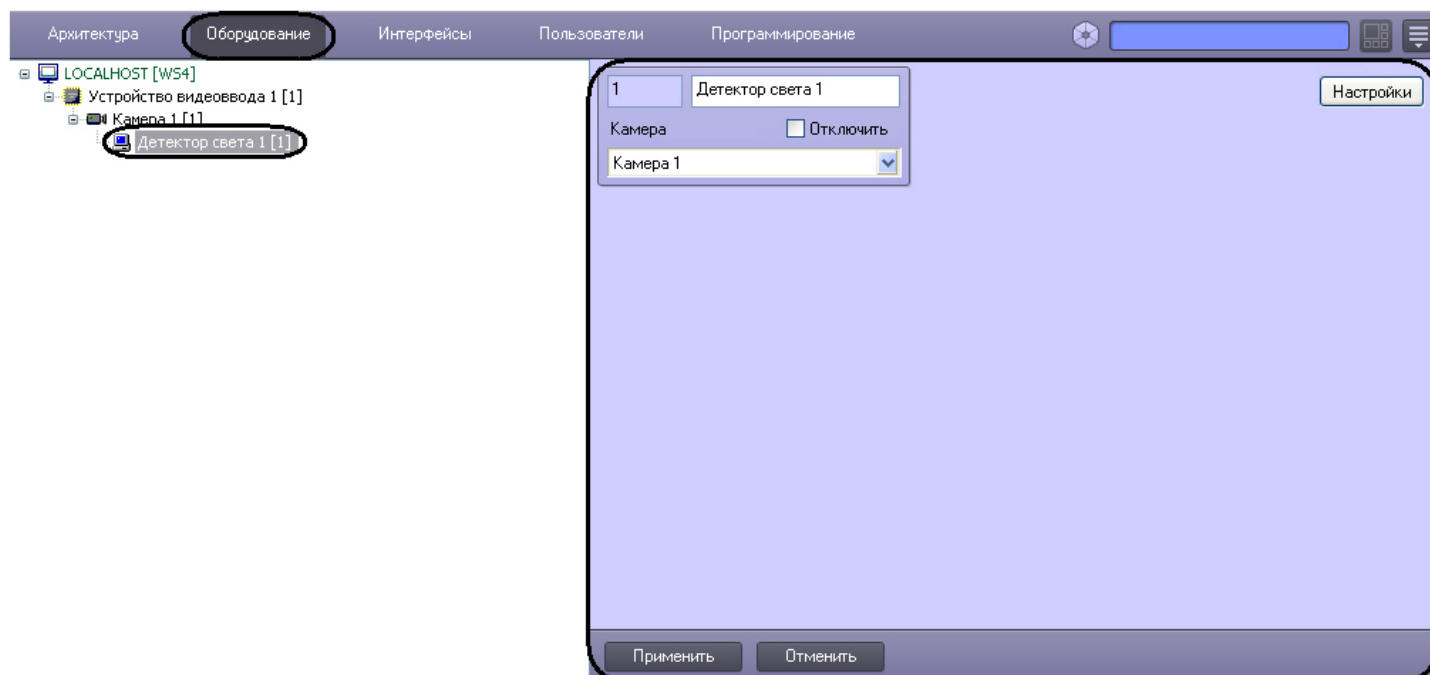 Архитектура Оборудование Интерфейсы Пользователи Программирование
LOCALHOST [WS4]
Устройство видеоввода 1 [1]
Камера 1 [1]
Детектор света 1 [1]
1 Детектор света 1
Камера Отключить
Камера 1
Настройки
Применить Отменить